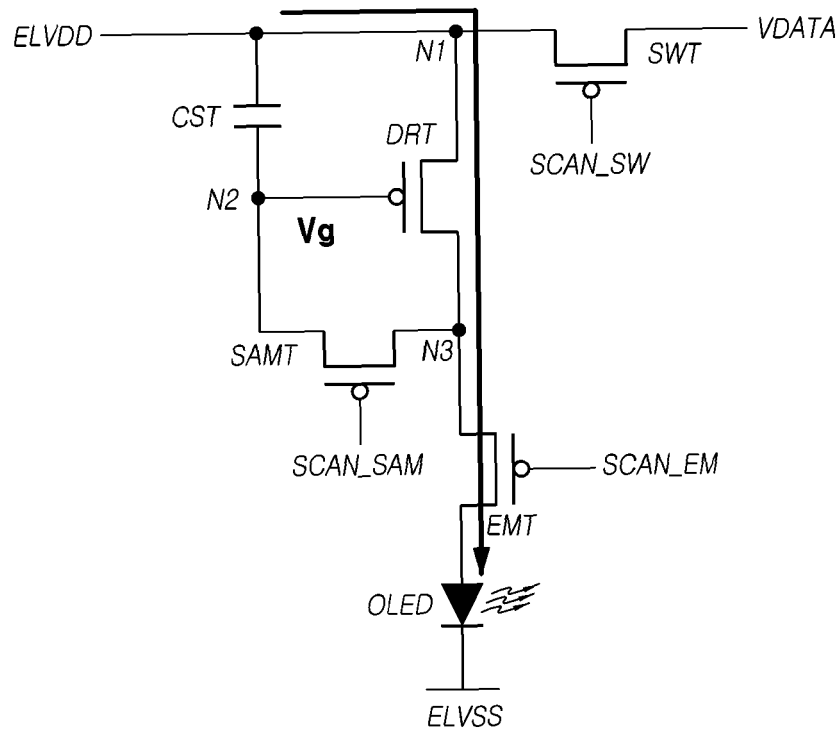 ELVDD
N1
VDATA
SWT
CST
DRT
SCAN_SW
N2
Vg
SAMT
N3
SCAN_SAM
SCAN_EM
EMT
OLED
ELVSS